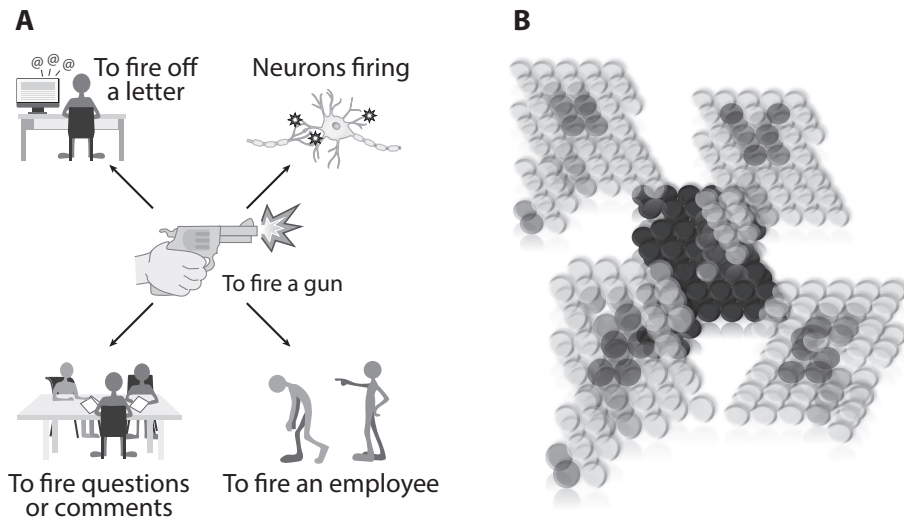 A
B
To fire off
a letter
@ @ @
Neurons firing
To fire a gun
To fire questions
or comments
To fire an employee